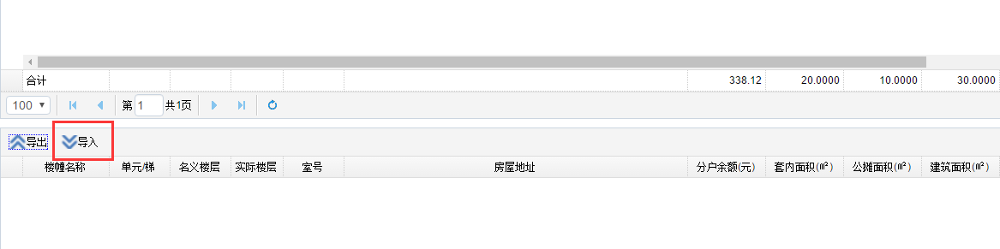 合计 338.12 20.0000 10.0000 30.0000
100 第 1 共1页
导出 导入
楼幢名称 单元/梯 名义楼层 实际楼层 室号 房屋地址 分户余额(元) 套内面积(㎡) 公摊面积(㎡) 建筑面积(㎡)